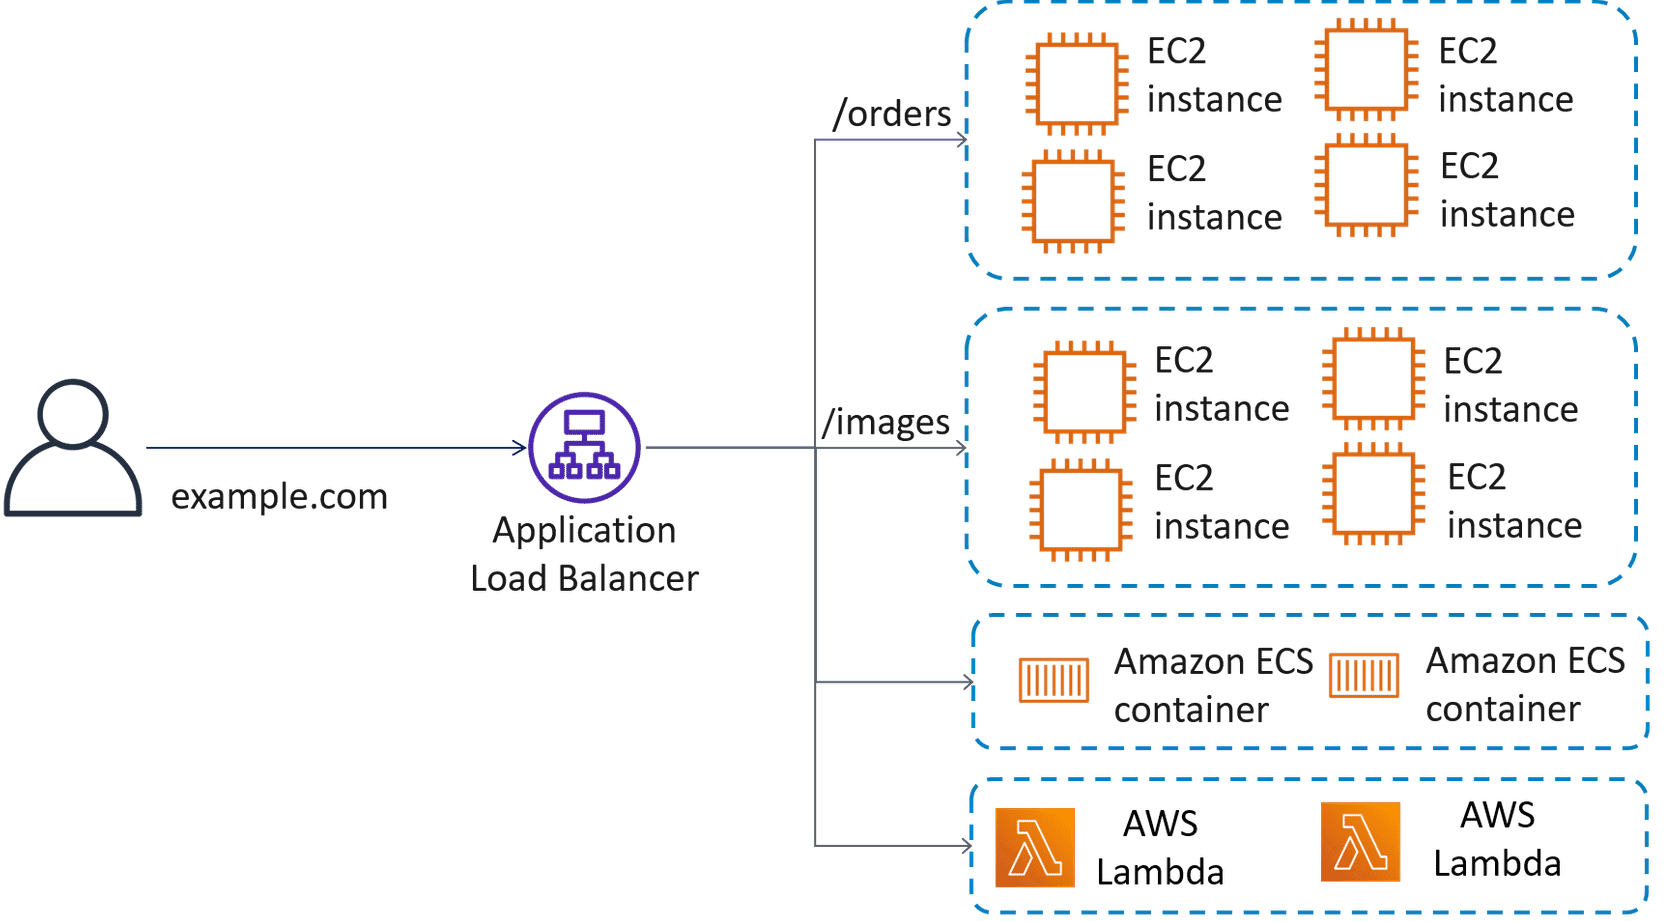 example.com
Application
Load Balancer
/orders
EC2
instance
EC2
instance
EC2
instance
EC2
instance
/images
EC2
instance
EC2
instance
EC2
instance
EC2
instance
Amazon ECS
container
Amazon ECS
container
AWS
Lambda
AWS
Lambda